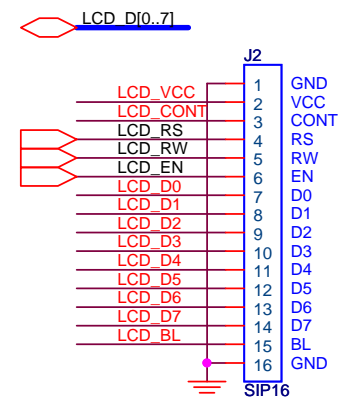 LCD_D[0..7]
J2
1 GND
LCD_VCC 2 VCC
LCD_CONT 3 CONT
LCD_RS 4 RS
LCD_RW 5 RW
LCD_EN 6 EN
LCD_D0 7 D0
LCD_D1 8 D1
LCD_D2 9 D2
LCD_D3 10 D3
LCD_D4 11 D4
LCD_D5 12 D5
LCD_D6 13 D6
LCD_D7 14 D7
LCD_BL 15 BL
16 GND
SIP16